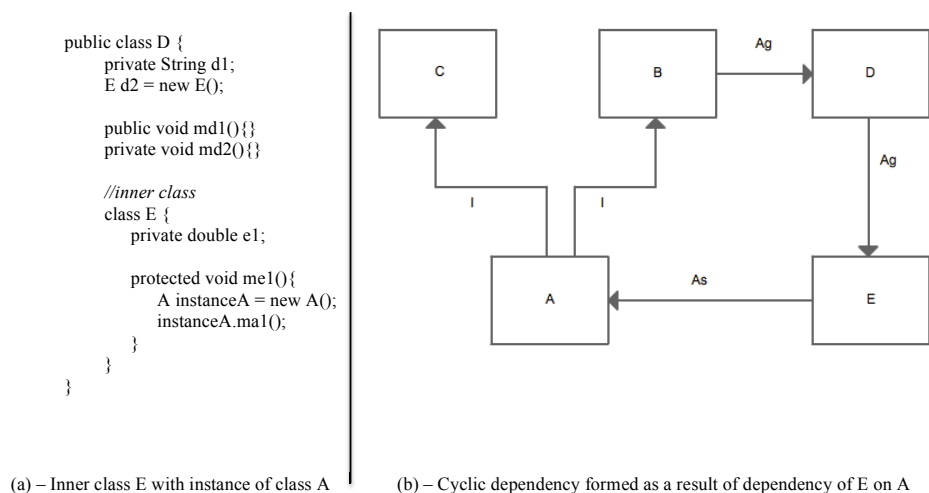 public class D {
private String d1;
E d2 = new E();
public void md1(){}
private void md2(){}
//inner class
class E {
private double e1;
protected void me1(){
A instanceA = new A();
instanceA.ma1();
}
}
}
(a) – Inner class E with instance of class A
C
B
Ag
D
I
I
Ag
A
As
E
(b) – Cyclic dependency formed as a result of dependency of E on A